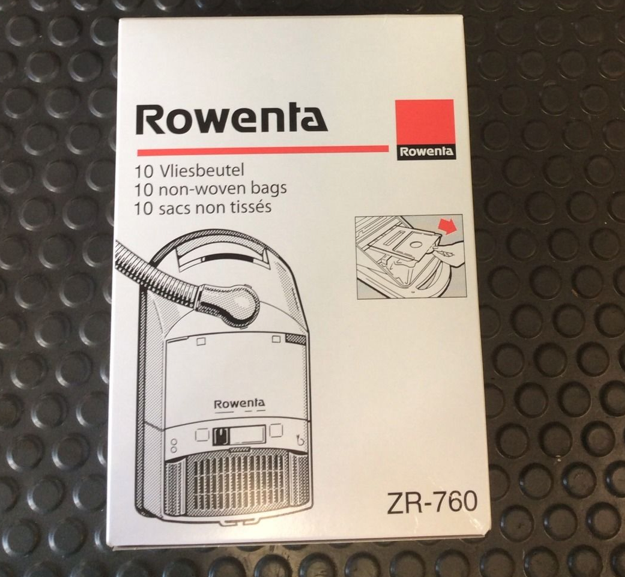 Rowenta
Rowenta
10 Vliesbeutel
10 non-woven bags
10 sacs non tissés
Rowenta
ZR-760